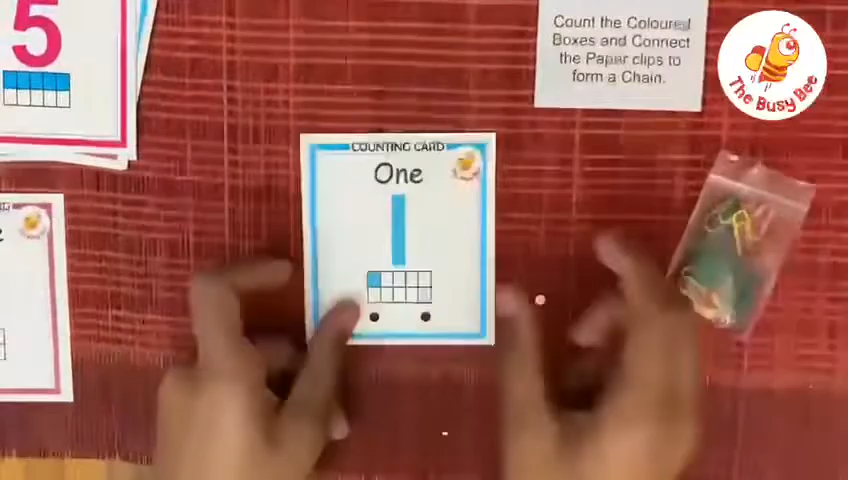 5
Count the Coloured
Boxes and Connect
the Paper clips to
form a Chain.
The Busy Bee
COUNTING CARD
One
1